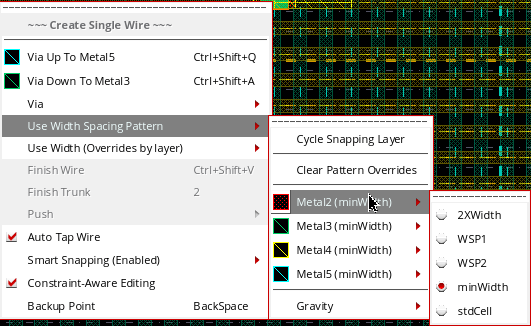 ~~~ Create Single Wire ~~~
Via Up To Metal5 Ctrl+Shift+Q
Via Down To Metal3 Ctrl+Shift+A
Via
Use Width Spacing Pattern
Use Width (Overrides by layer)
Finish Wire Ctrl+Shift+V
Finish Trunk 2
Push
Auto Tap Wire
Smart Snapping (Enabled)
Constraint-Aware Editing
Backup Point BackSpace
Cycle Snapping Layer
Clear Pattern Overrides
Metal2 (minWidth)
Metal3 (minWidth)
Metal4 (minWidth)
Metal5 (minWidth)
Gravity
2XWidth
WSP1
WSP2
minWidth
stdCell